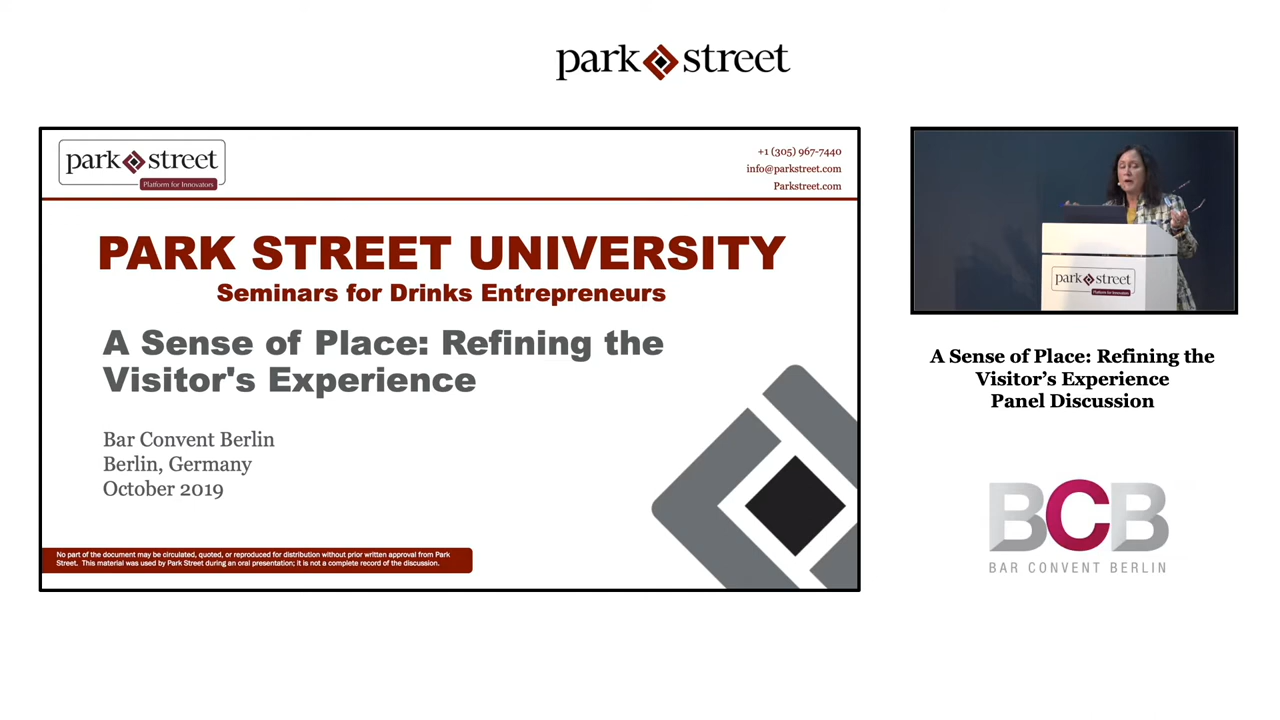 park street
park street
Platform for Innovators
+1 (305) 967-7440
info@parkstreet.com
Parkstreet.com
PARK STREET UNIVERSITY
Seminars for Drinks Entrepreneurs
A Sense of Place: Refining the
Visitor's Experience
Bar Convent Berlin
Berlin, Germany
October 2019
No part of the document may be circulated, quoted, or reproduced for distribution without prior written approval from Park
Street. This material was used by Park Street during an oral presentation; it is not a complete record of the discussion.
park street
Platform for Innovators
A Sense of Place: Refining the
Visitor’s Experience
Panel Discussion
BCB
BAR CONVENT BERLIN